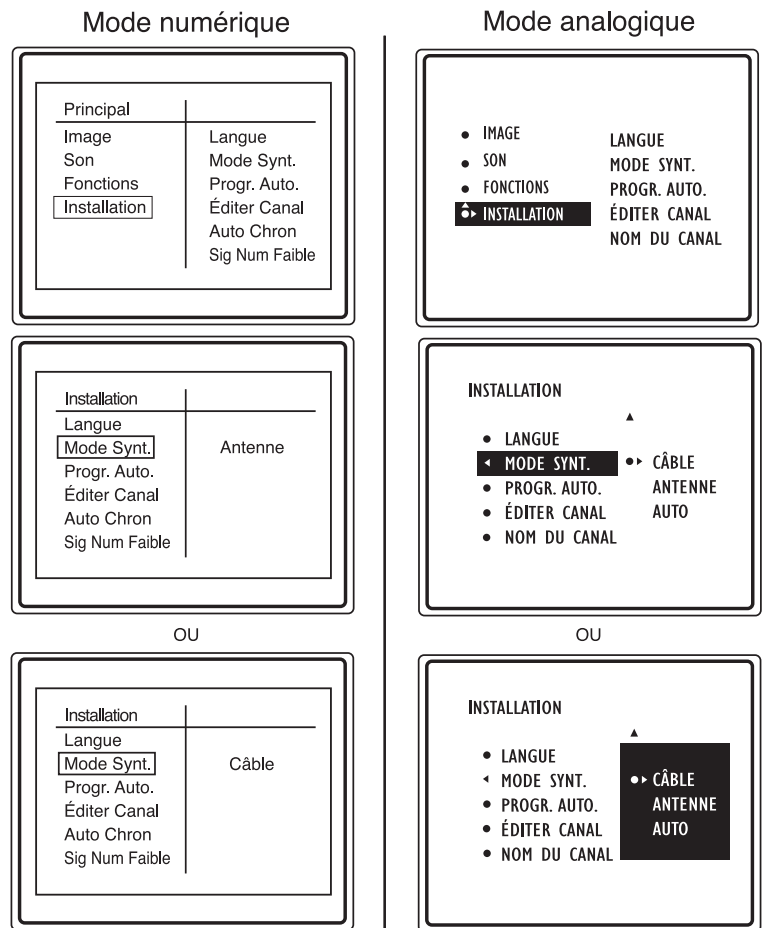 Mode numérique
Principal
Image
Son
Fonctions
Installation
Langue
Mode Synt.
Progr. Auto.
Éditer Canal
Auto Chron
Sig Num Faible
Installation
Langue
Mode Synt.
Progr. Auto.
Éditer Canal
Auto Chron
Sig Num Faible
Antenne
OU
Installation
Langue
Mode Synt.
Progr. Auto.
Éditer Canal
Auto Chron
Sig Num Faible
Câble
Mode analogique
IMAGE
SON
FONCTIONS
INSTALLATION
LANGUE
MODE SYNT.
PROGR. AUTO.
ÉDITER CANAL
NOM DU CANAL
INSTALLATION
LANGUE
MODE SYNT.
PROGR. AUTO.
ÉDITER CANAL
NOM DU CANAL
CÂBLE
ANTENNE
AUTO
OU
INSTALLATION
LANGUE
MODE SYNT.
PROGR. AUTO.
ÉDITER CANAL
NOM DU CANAL
CÂBLE
ANTENNE
AUTO